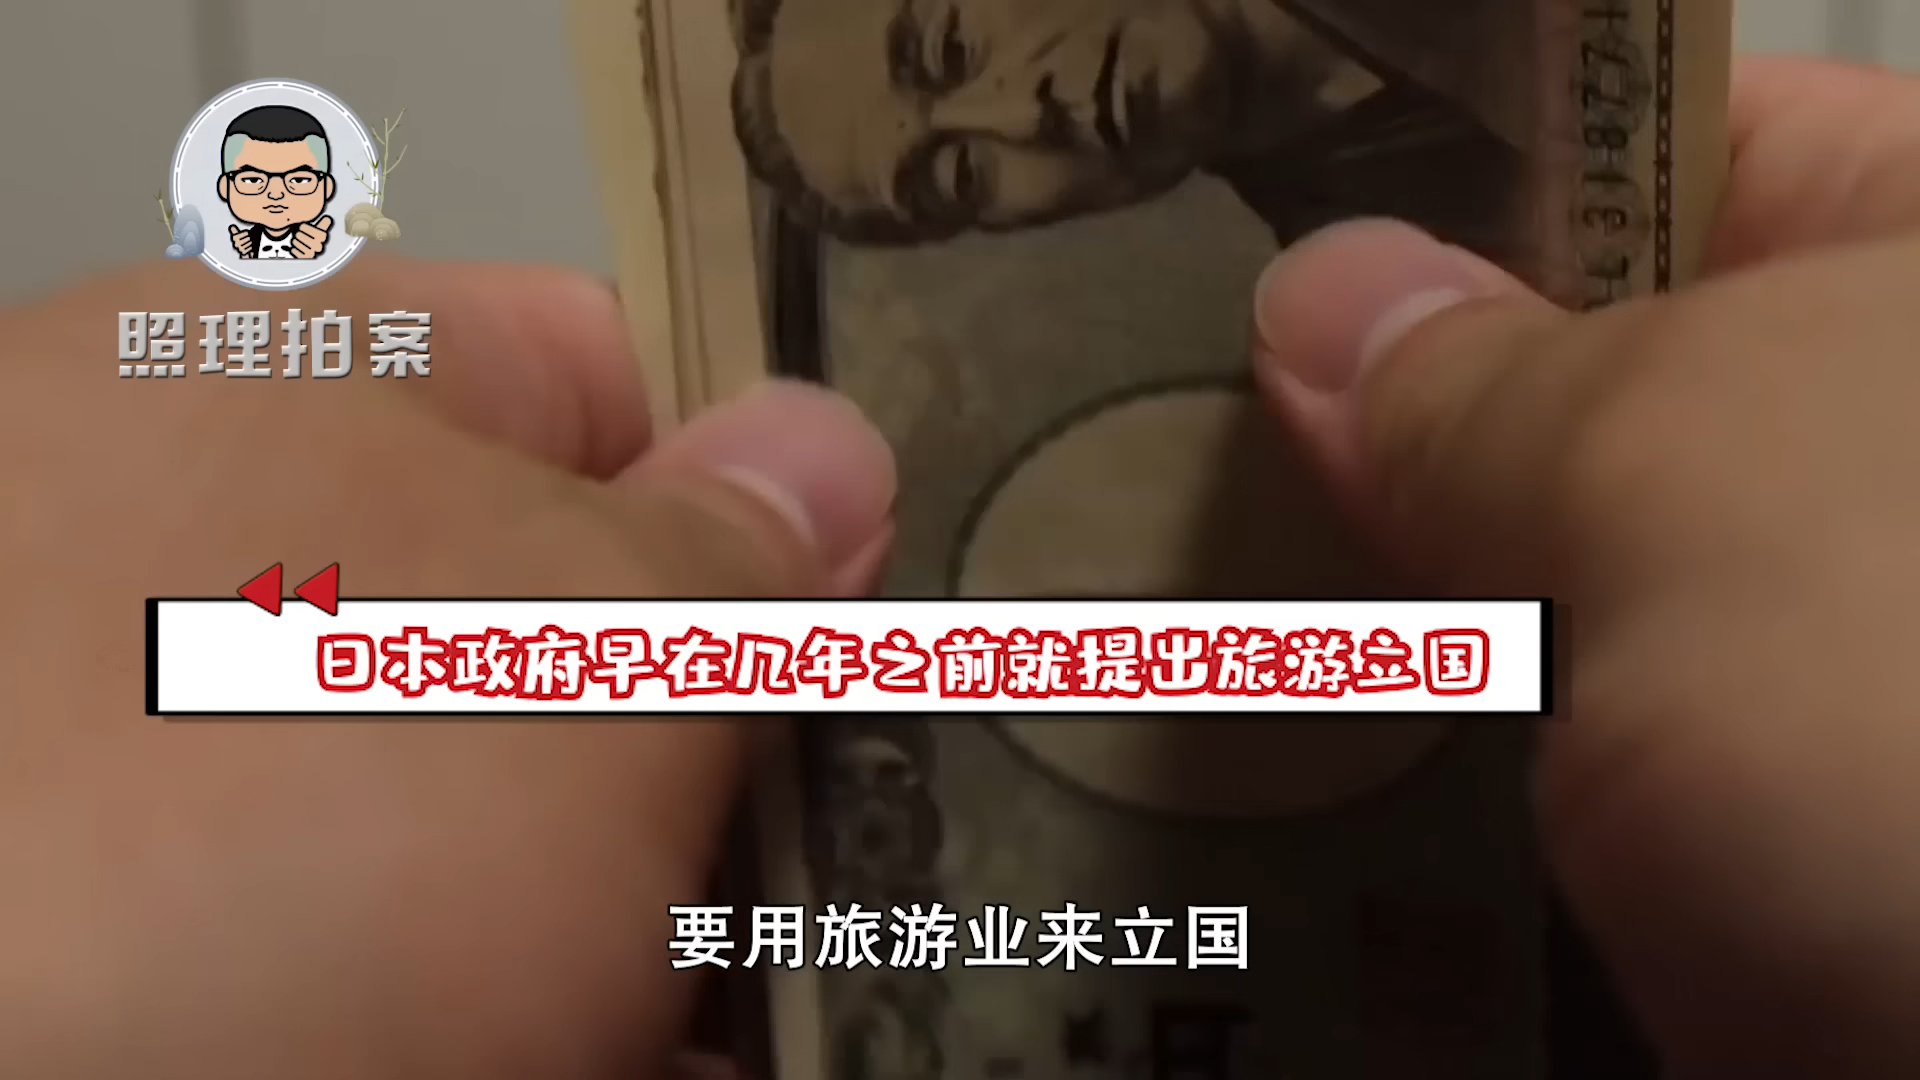 照理拍案
日本政府早在几年之前就提出旅游立国
要用旅游业来立国